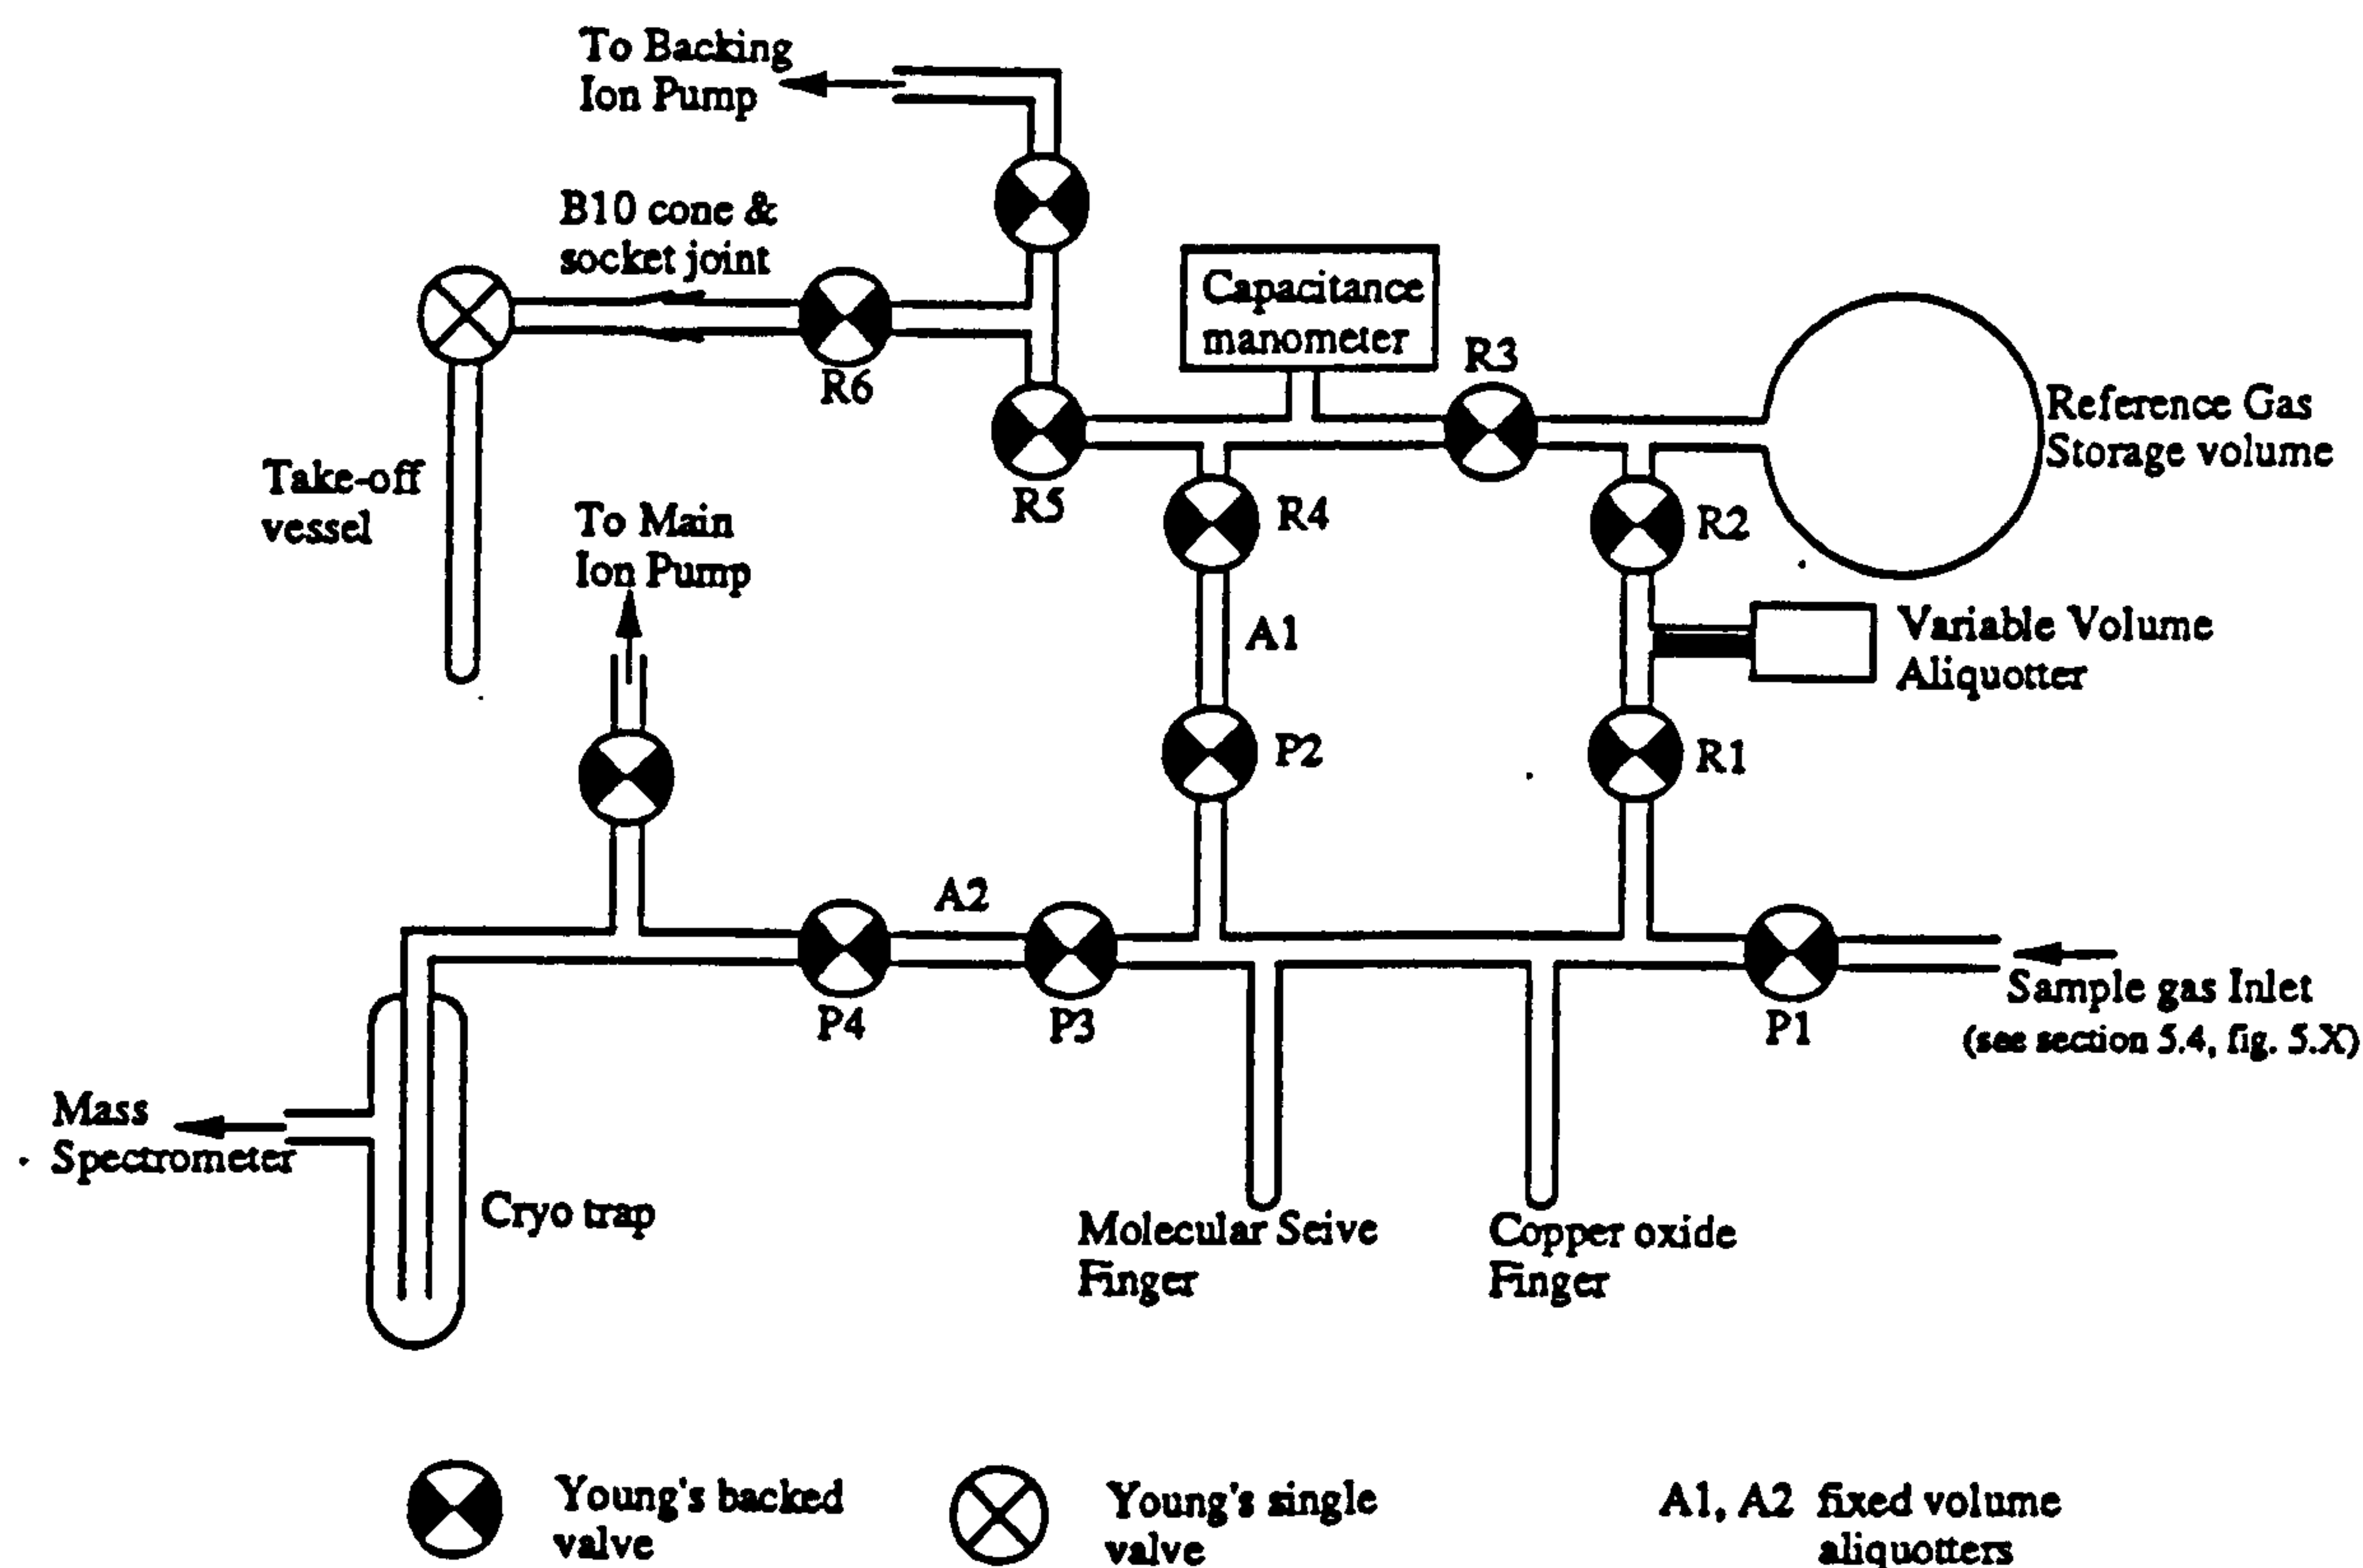 To Backing
Ion Pump
B10 cone &
socket joint
Capacitance
manometer
R3
R6
Reference Gas
Storage volume
Take-off
vessel
R5
R4
R2
To Main
Ion Pump
A1
Variable Volume
Aliquotter
P2
R1
A2
P4
P3
P1
Sample gas Inlet
(see section 5.4, fig. 5.X)
Mass
Spectrometer
Cryo trap
Molecular Seive
Finger
Copper oxide
Finger
Young's backed
valve
Young's single
valve
A1, A2 fixed volume
aliquotters